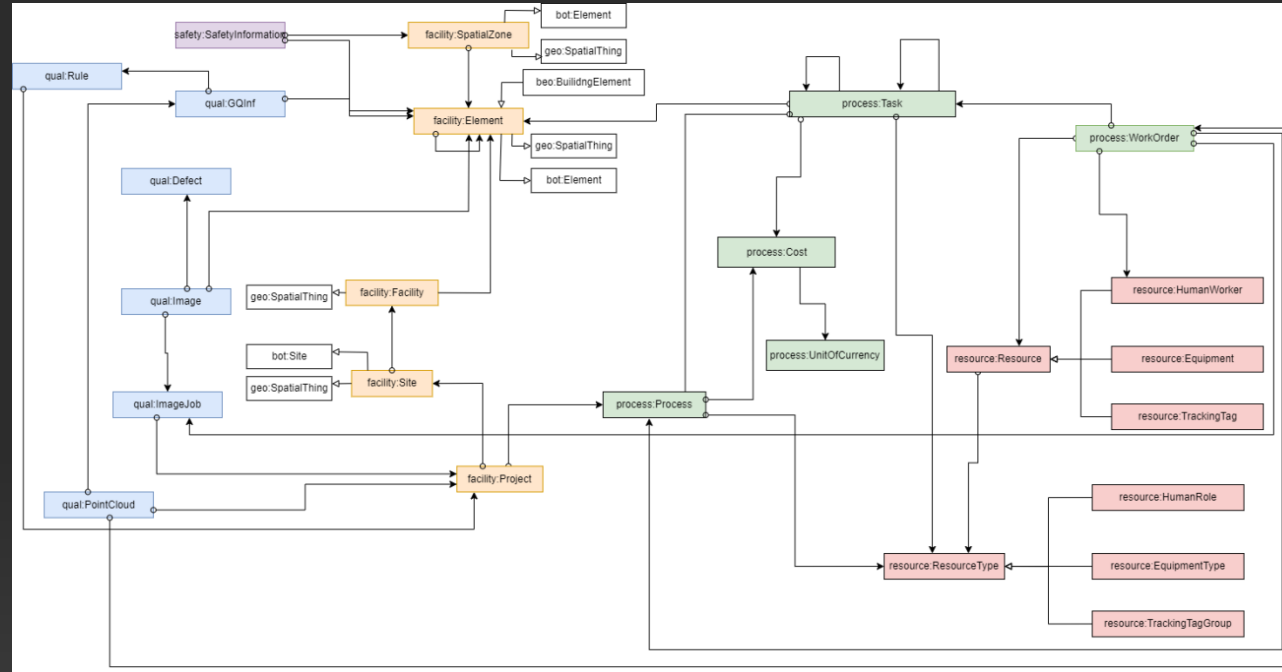 bot:Element
safety:SafetyInformation
facility:SpatialZone
geo:SpatialThing
qual:Rule
beo:BuilidngElement
qual:GQInf
process:Task
facility:Element
process:WorkOrder
geo:SpatialThing
qual:Defect
bot:Element
process:Cost
resource:HumanWorker
facility:Facility
geo:SpatialThing
qual:Image
bot:Site
process:UnitOfCurrency
resource:Resource
resource:Equipment
facility:Site
geo:SpatialThing
qual:ImageJob
process:Process
resource:TrackingTag
facility:Project
resource:HumanRole
qual:PointCloud
resource:ResourceType
resource:EquipmentType
resource:TrackingTagGroup